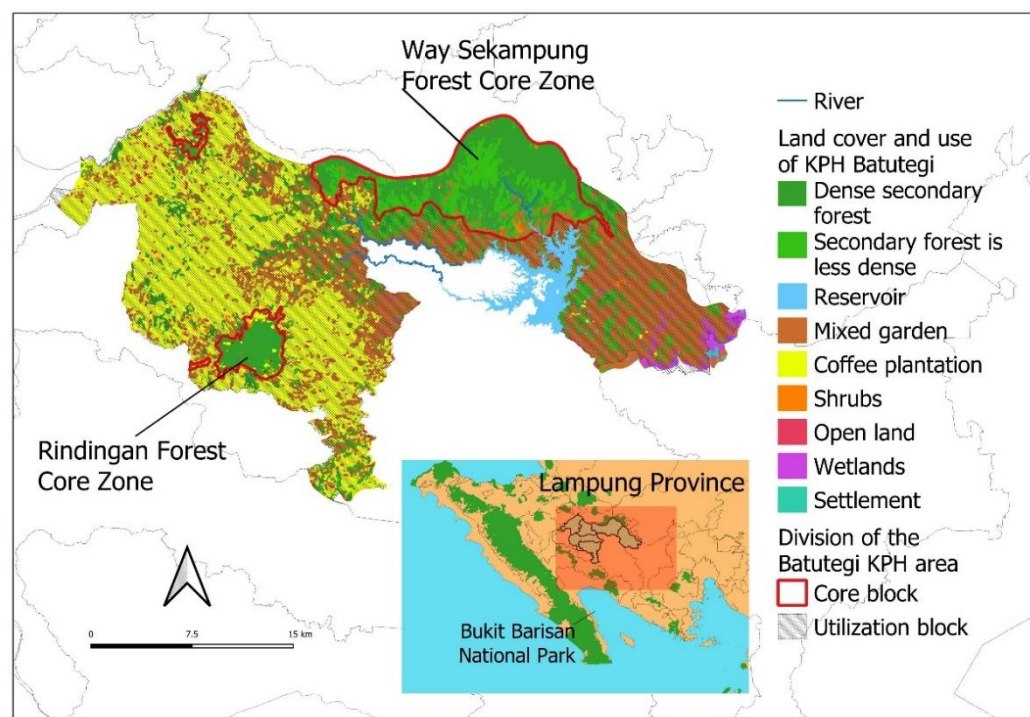 Way Sekampung
Forest Core Zone
Rindingan Forest
Core Zone
0
7.5
15 km
Lampung Province
Bukit Barisan
National Park
River
Land cover and use
of KPH Batutegi
Dense secondary
forest
Secondary forest is
less dense
Reservoir
Mixed garden
Coffee plantation
Shrubs
Open land
Wetlands
Settlement
Division of the
Batutegi KPH area
Core block
Utilization block